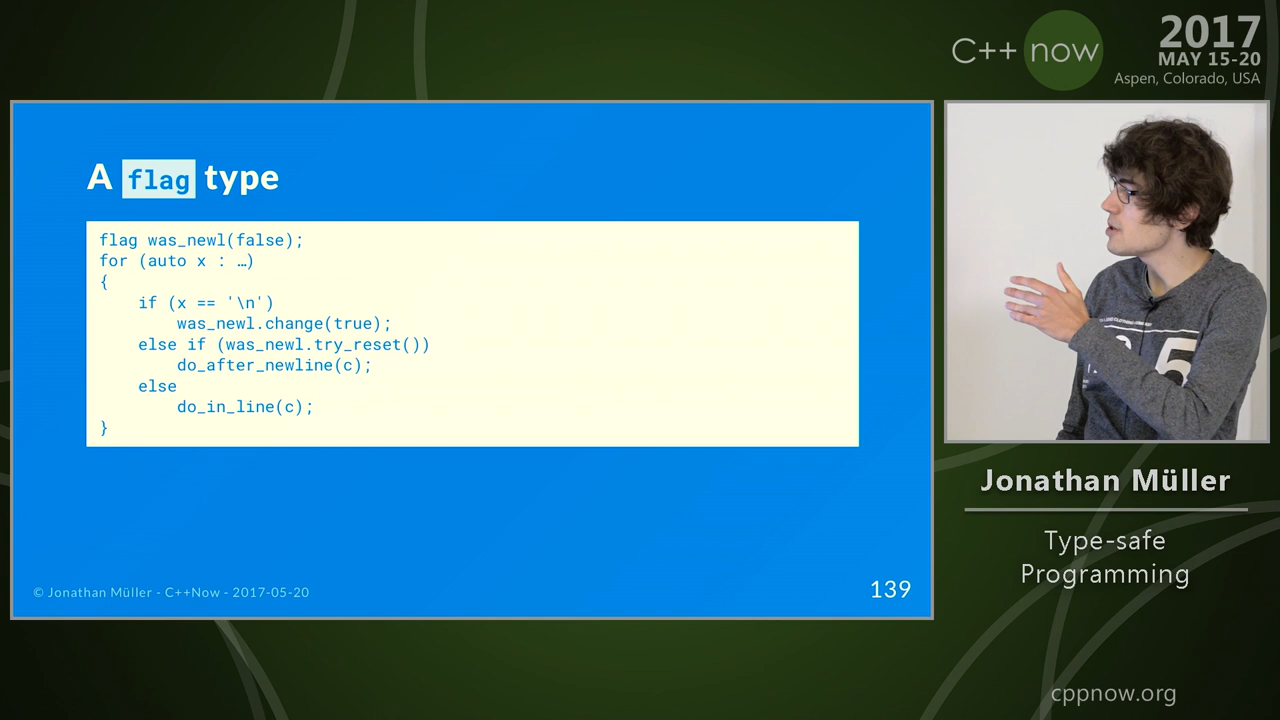 C++ now
2017
MAY 15-20
Aspen, Colorado, USA
A flag type
flag was_newl(false);
for (auto x : …)
{
    if (x == '\n')
        was_newl.change(true);
    else if (was_newl.try_reset())
        do_after_newline(c);
    else
        do_in_line(c);
}
© Jonathan Müller - C++Now - 2017-05-20
139
5
Jonathan Müller
Type-safe
Programming
cppnow.org